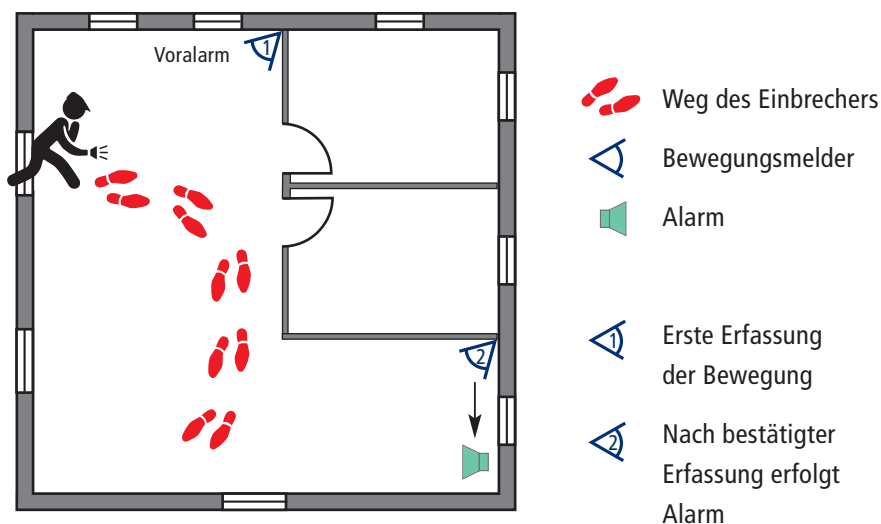 Voralarm
1
2
Weg des Einbrechers
Bewegungsmelder
Alarm
1
Erste Erfassung
der Bewegung
2
Nach bestätigter
Erfassung erfolgt
Alarm